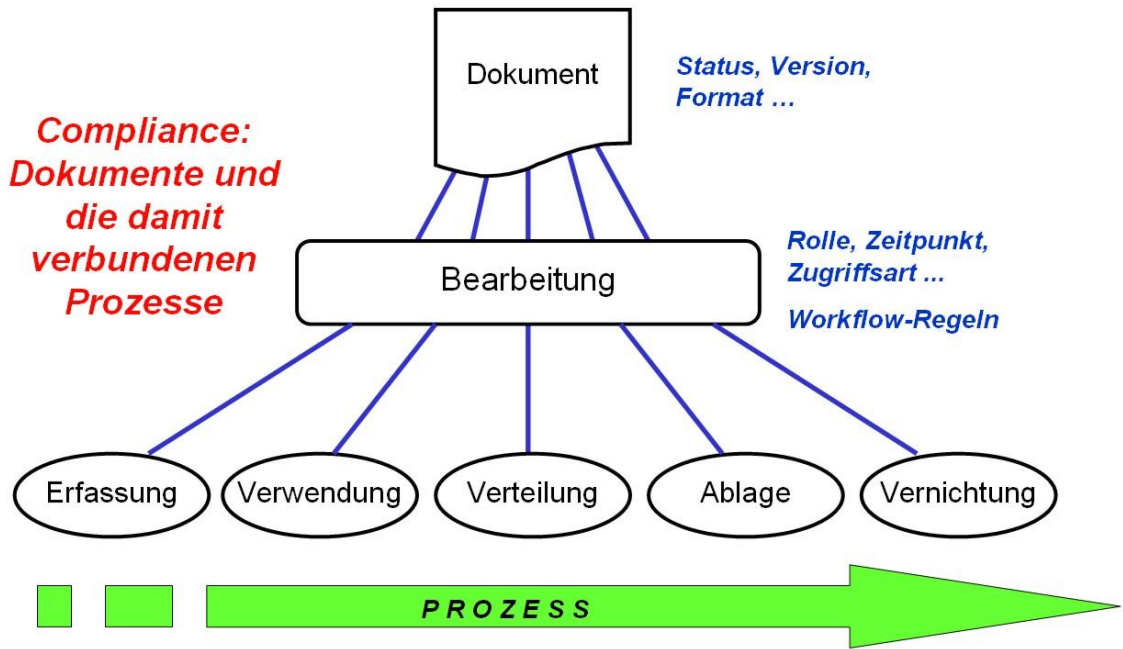 Dokument
Status, Version,
Format ...
Compliance:
Dokumente und
die damit
verbundenen
Prozesse
Bearbeitung
Rolle, Zeitpunkt,
Zugriffsart ...
Workflow-Regeln
Erfassung
Verwendung
Verteilung
Ablage
Vernichtung
PROZESS